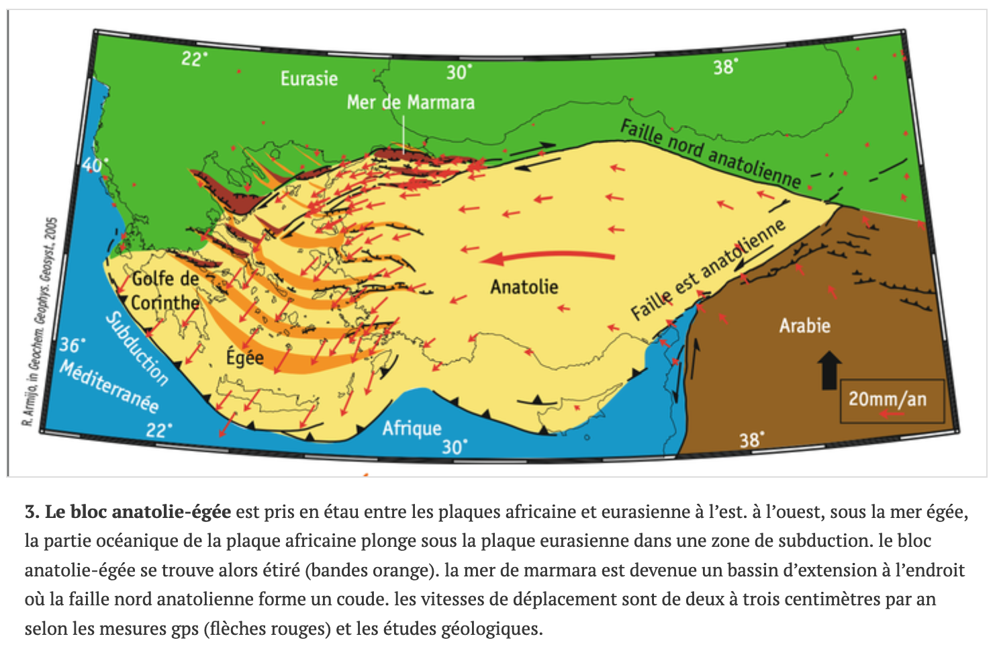 22°
Eurasie
30°
38°
Mer de Marmara
Faille nord anatolienne
40°
Faille est anatolienne
Golfe de
Corinthe
Anatolie
Subduction
Arabie
36°
Égée
Méditerranée
20mm/an
22°
Afrique
30°
38°
R. Armijo, in Geochem. Geophys. Geosyst., 2005
3. Le bloc anatolie-égée est pris en étau entre les plaques africaine et eurasienne à l’est. à l’ouest, sous la mer égée,
la partie océanique de la plaque africaine plonge sous la plaque eurasienne dans une zone de subduction. le bloc
anatolie-égée se trouve alors étiré (bandes orange). la mer de marmara est devenue un bassin d’extension à l’endroit
où la faille nord anatolienne forme un coude. les vitesses de déplacement sont de deux à trois centimètres par an
selon les mesures gps (flèches rouges) et les études géologiques.